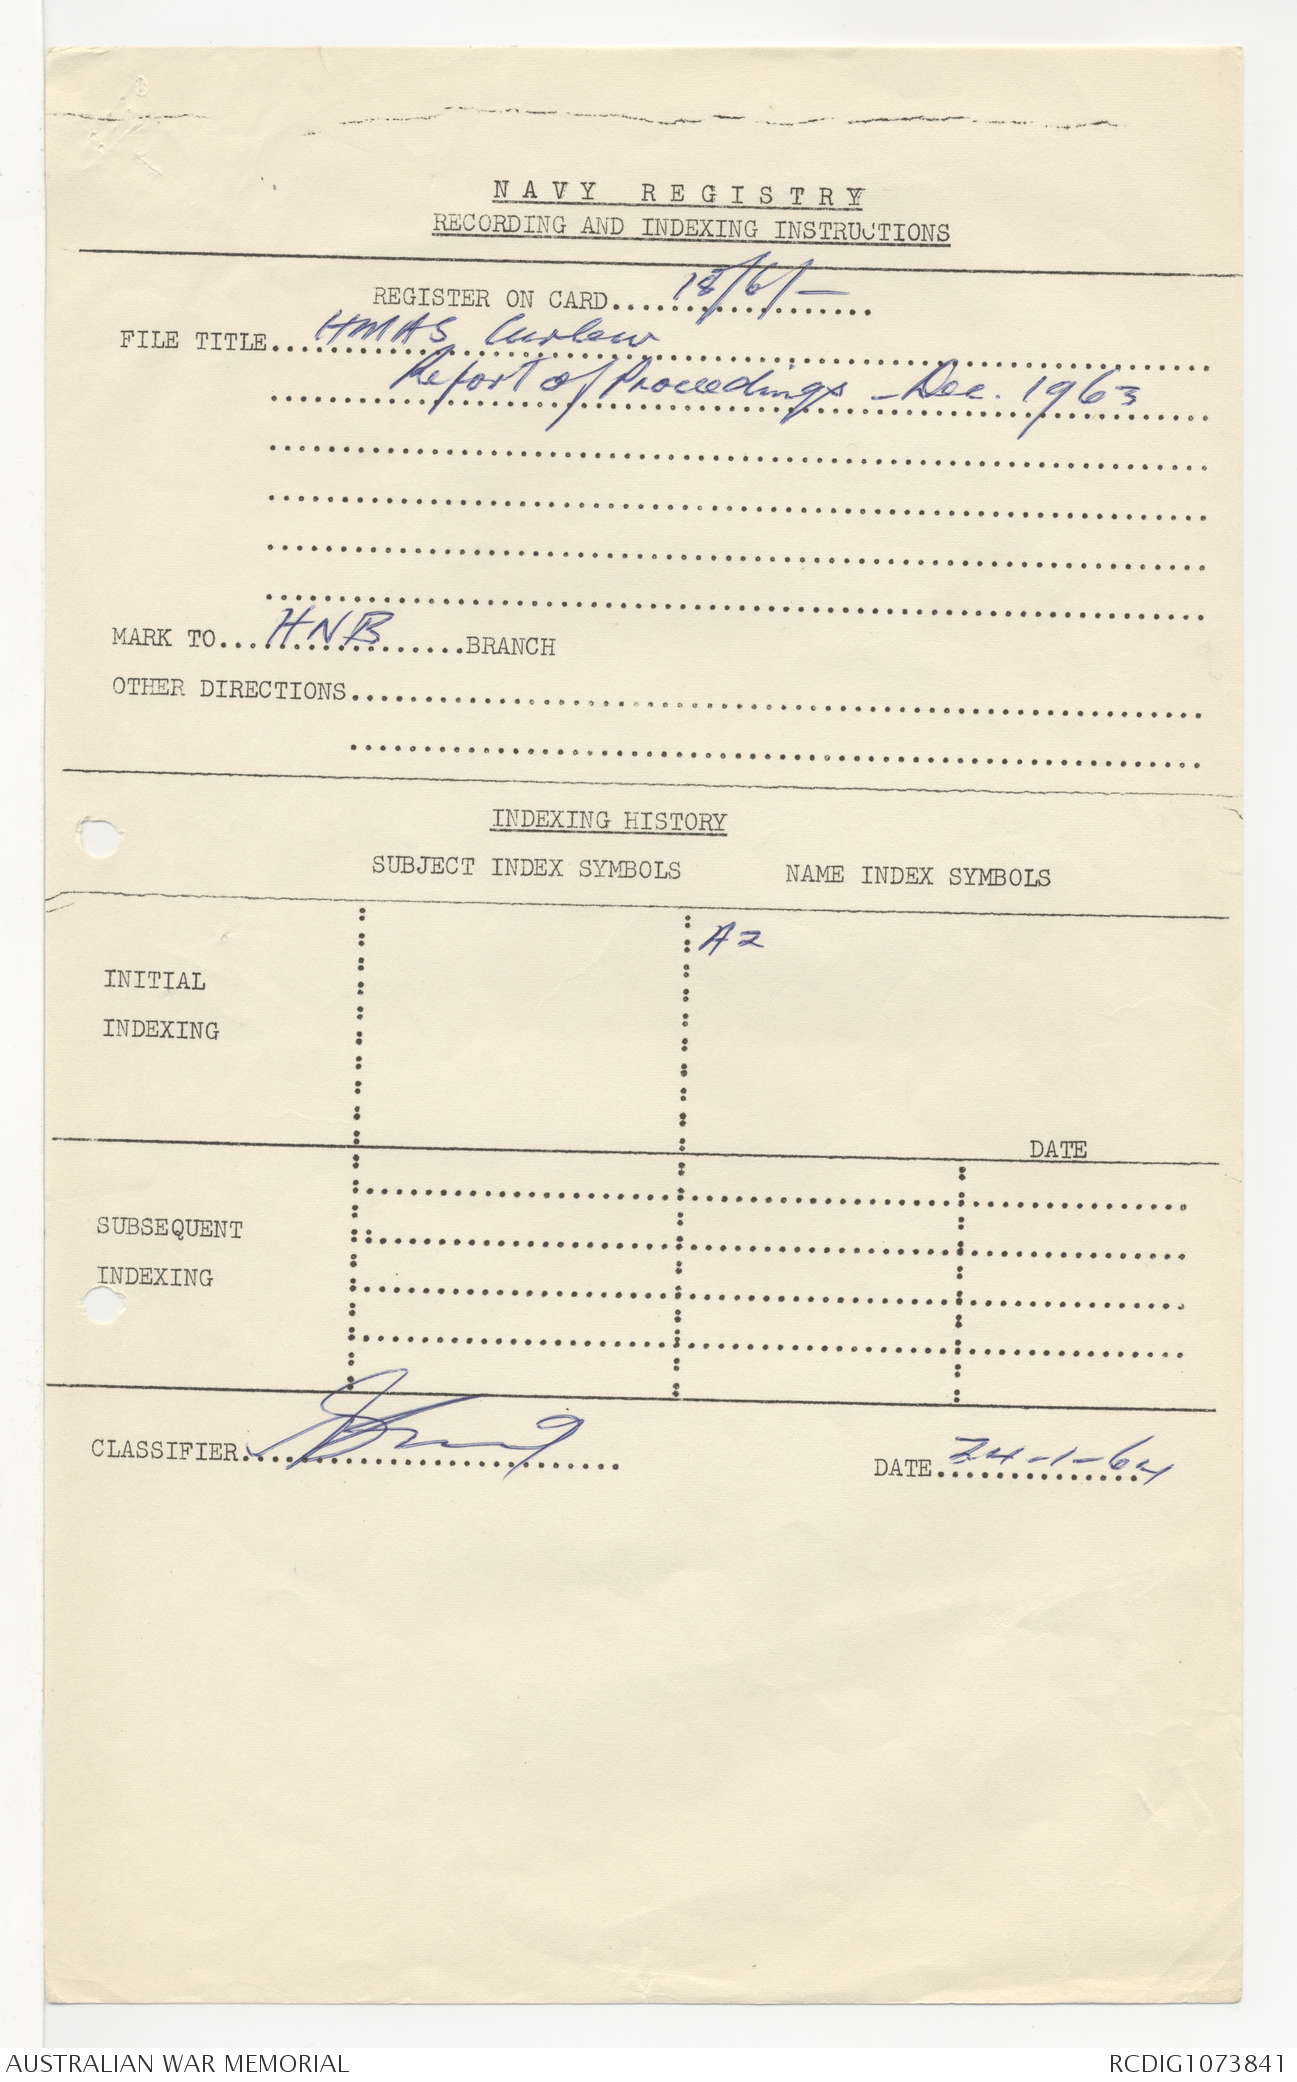 NAVY REGISTRY
RECORDING AND INDEXING INSTRUCTIONS
REGISTER ON CARD....18/6/—
FILE TITLE...HMAS Curlew
Report of Proceedings - Dec. 1963
MARK TO...HNB......BRANCH
OTHER DIRECTIONS
INDEXING HISTORY
SUBJECT INDEX SYMBOLS NAME INDEX SYMBOLS
A2
INITIAL
INDEXING
DATE
SUBSEQUENT
INDEXING
CLASSIFIER
DATE 24-1-64
AUSTRALIAN WAR MEMORIAL RCDIG1073841